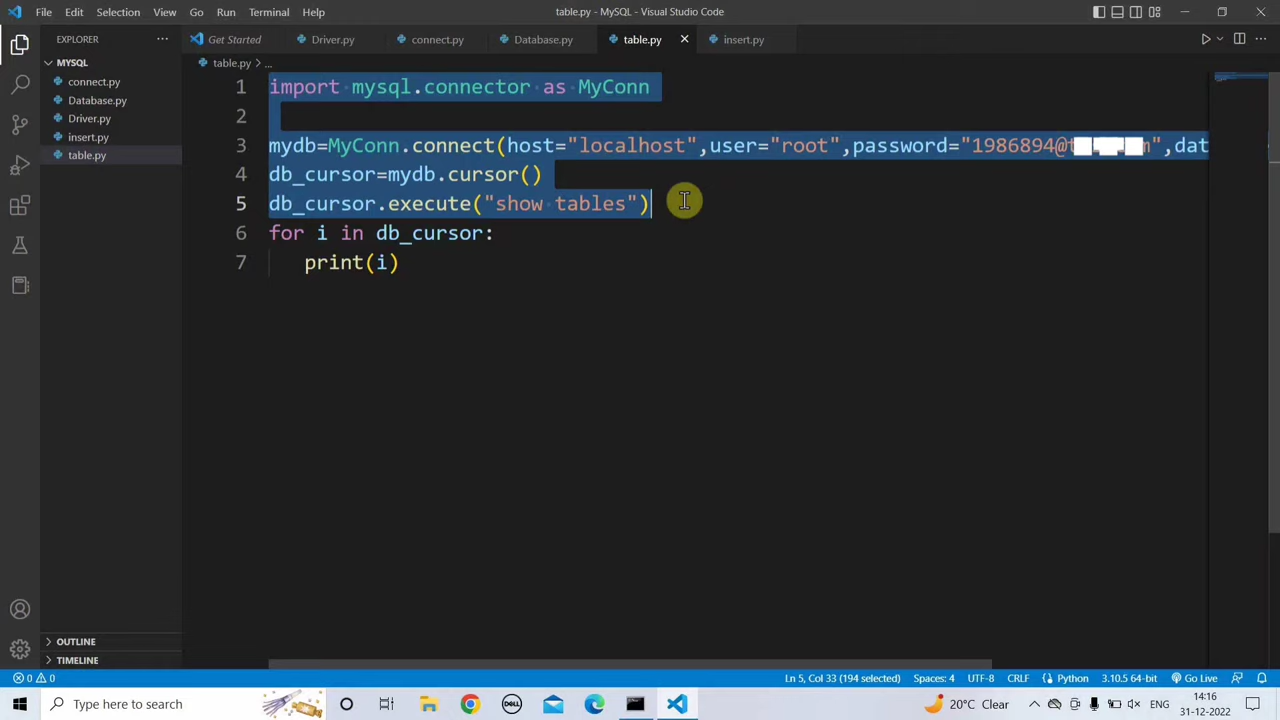 File Edit Selection View Go Run Terminal Help
table.py - MySQL - Visual Studio Code
EXPLORER
Get Started
Driver.py
connect.py
Database.py
table.py
insert.py
MYSQL
connect.py
Database.py
Driver.py
insert.py
table.py
table.py > ...
1 import mysql.connector as MyConn
2
3 mydb=MyConn.connect(host="localhost",user="root",password="1986894@ m",dat
4 db_cursor=mydb.cursor()
5 db_cursor.execute("show tables")
6 for i in db_cursor:
7 print(i)
OUTLINE
TIMELINE
0 0
Ln 5, Col 33 (194 selected) Spaces: 4 UTF-8 CRLF Python 3.10.5 64-bit Go Live
Type here to search
DELL
20°C Clear
ENG
14:16
31-12-2022